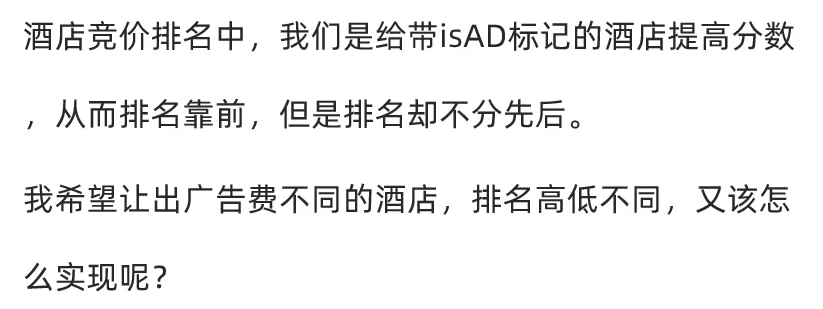 酒店竞价排名中，我们是给带isAD标记的酒店提高分数
，从而排名靠前，但是排名却不分先后。
我希望让出广告费不同的酒店，排名高低不同，又该怎
么实现呢？